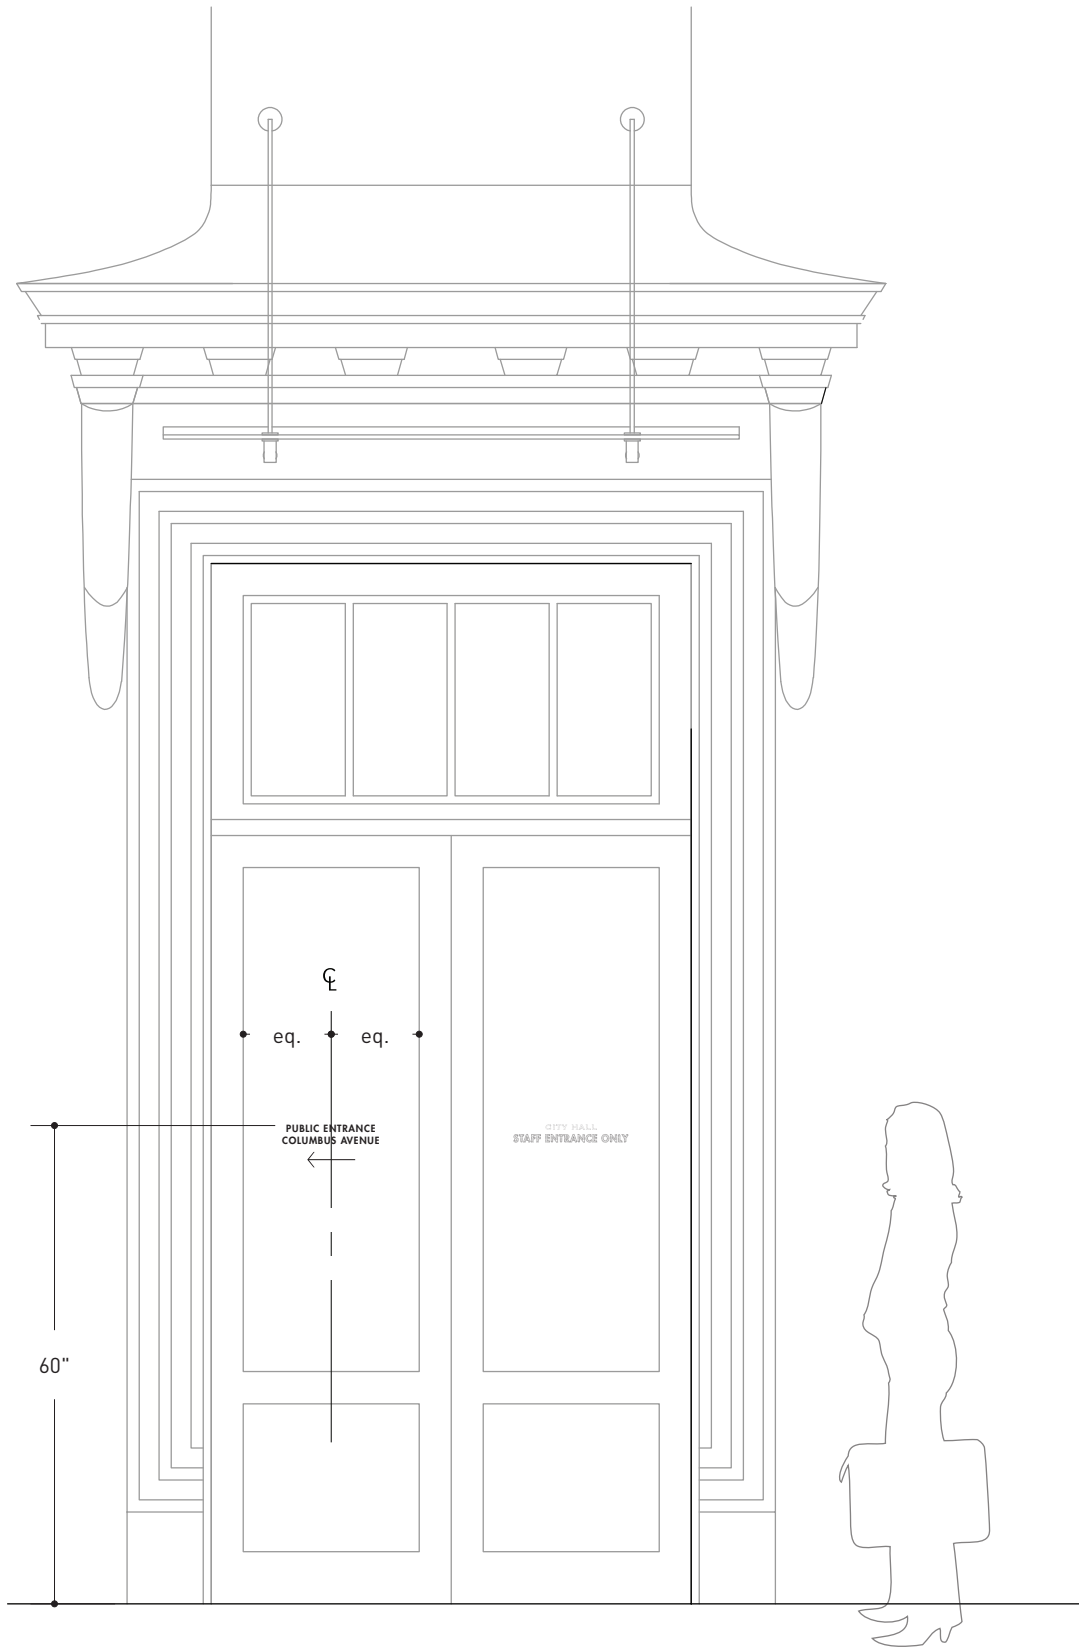 ℄
eq. eq.
PUBLIC ENTRANCE
COLUMBUS AVENUE
CITY HALL
STAFF ENTRANCE ONLY
60"